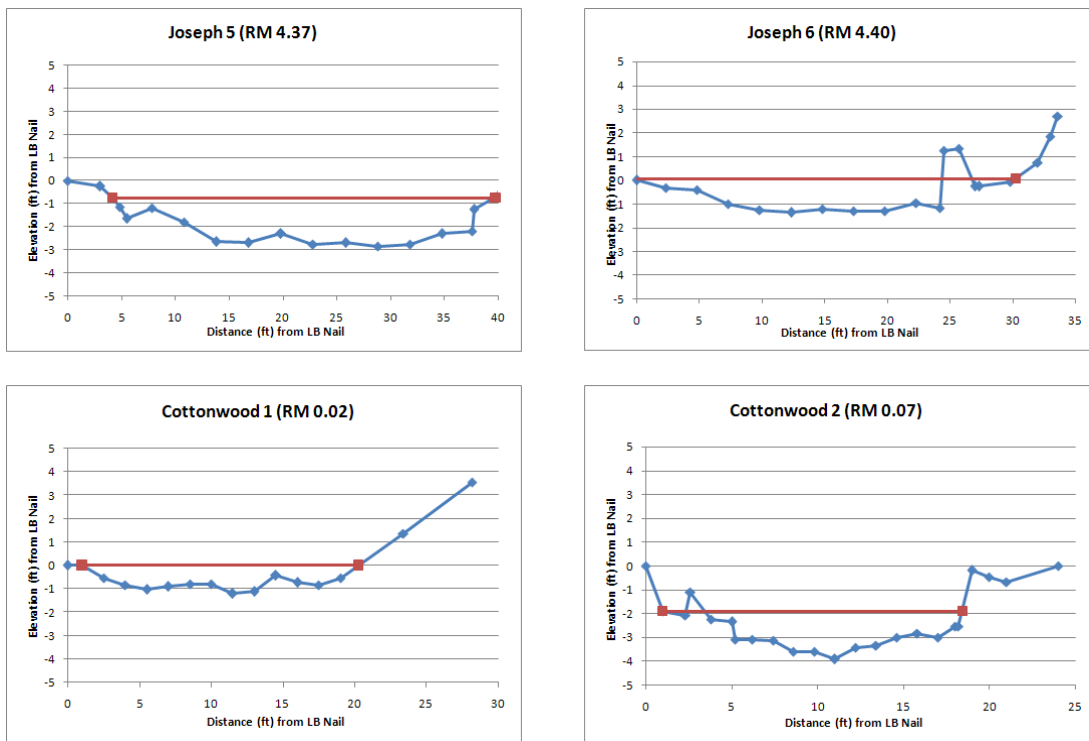 Joseph 5 (RM 4.37)
Elevation (ft) from LB Nail
5
4
3
2
1
0
-1
-2
-3
-4
-5
0 5 10 15 20 25 30 35 40
Distance (ft) from LB Nail
Joseph 6 (RM 4.40)
Elevation (ft) from LB Nail
5
4
3
2
1
0
-1
-2
-3
-4
-5
0 5 10 15 20 25 30 35
Distance (ft) from LB Nail
Cottonwood 1 (RM 0.02)
Elevation (ft) from LB Nail
5
4
3
2
1
0
-1
-2
-3
-4
-5
0 5 10 15 20 25 30
Distance (ft) from LB Nail
Cottonwood 2 (RM 0.07)
Elevation (ft) from LB Nail
5
4
3
2
1
0
-1
-2
-3
-4
-5
0 5 10 15 20 25
Distance (ft) from LB Nail